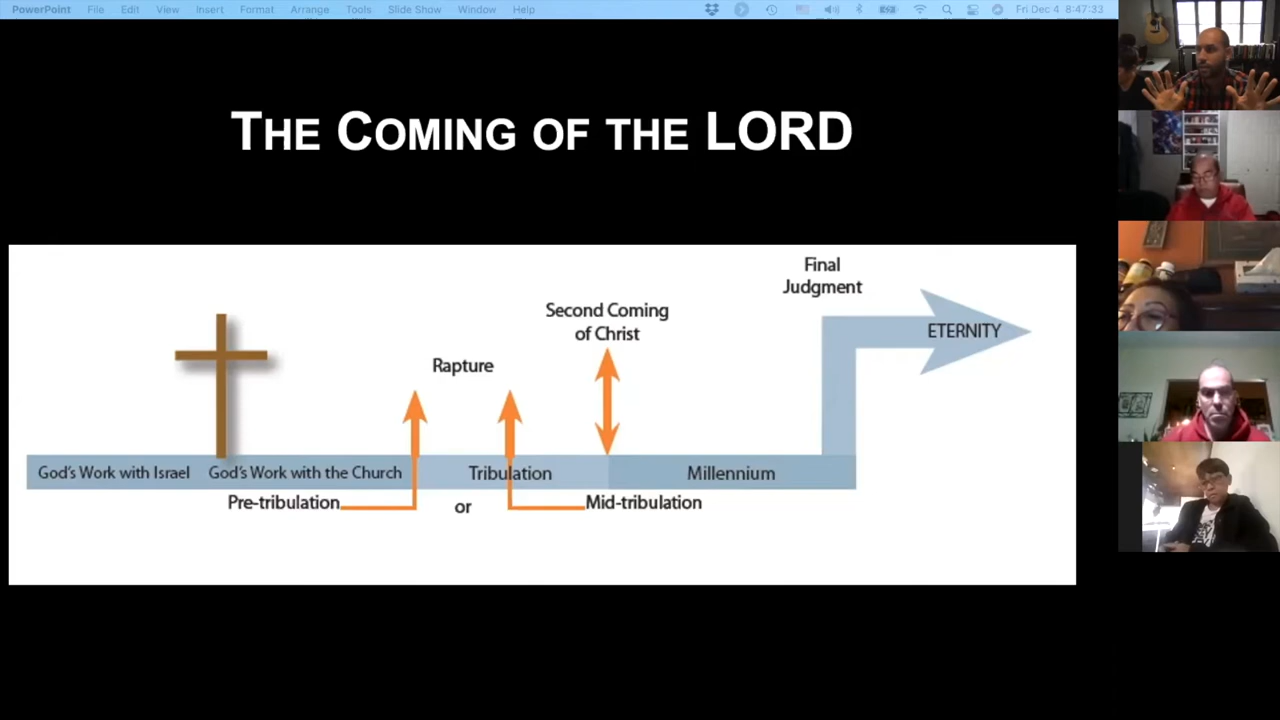 PowerPoint File Edit View Insert Format Arrange Tools Slide Show Window Help Fri Dec 4 8:47:33
THE COMING OF THE LORD
Final
Judgment
Second Coming
of Christ
ETERNITY
Rapture
God's Work with Israel God's Work with the Church Tribulation Millennium
Pre-tribulation or Mid-tribulation